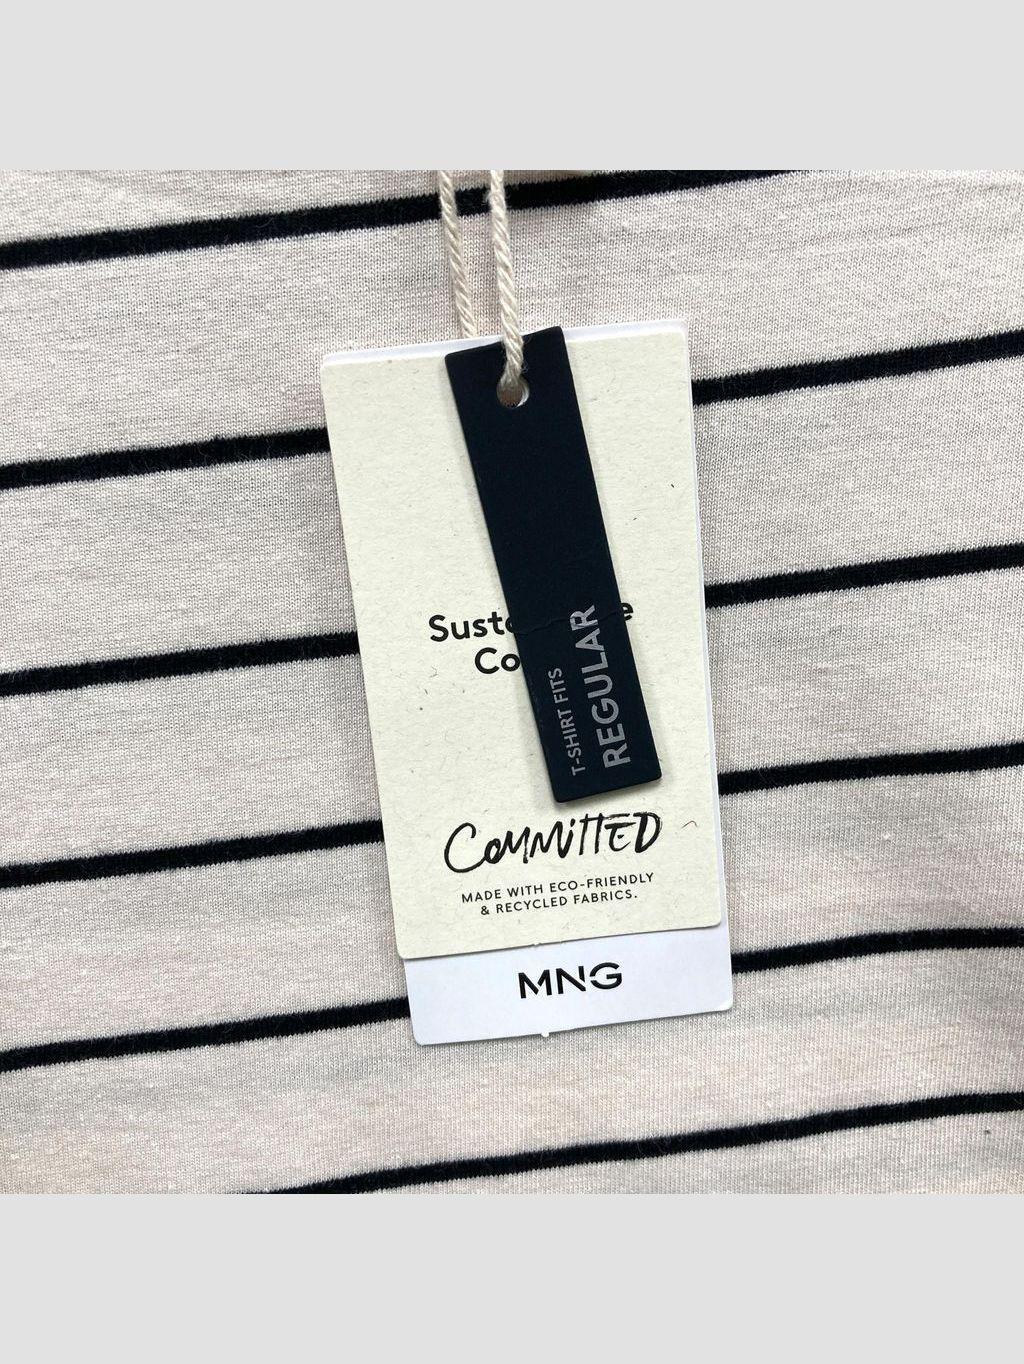 T-SHIRT FITS
REGULAR
COMMITTED
MADE WITH ECO-FRIENDLY
& RECYCLED FABRICS.
MNG